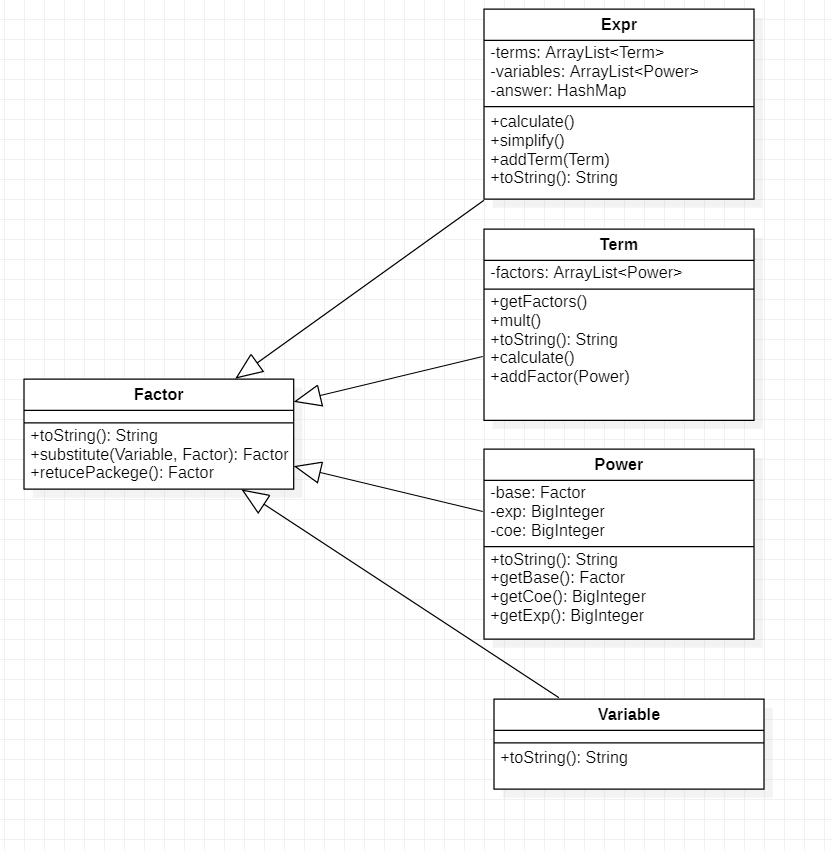 Expr
-terms: ArrayList<Term>
-variables: ArrayList<Power>
-answer: HashMap
+calculate()
+simplify()
+addTerm(Term)
+toString(): String
Term
-factors: ArrayList<Power>
+getFactors()
+mult()
+toString(): String
+calculate()
+addFactor(Power)
Factor
+toString(): String
+substitute(Variable, Factor): Factor
+retucePackege(): Factor
Power
-base: Factor
-exp: BigInteger
-coe: BigInteger
+toString(): String
+getBase(): Factor
+getCoe(): BigInteger
+getExp(): BigInteger
Variable
+toString(): String